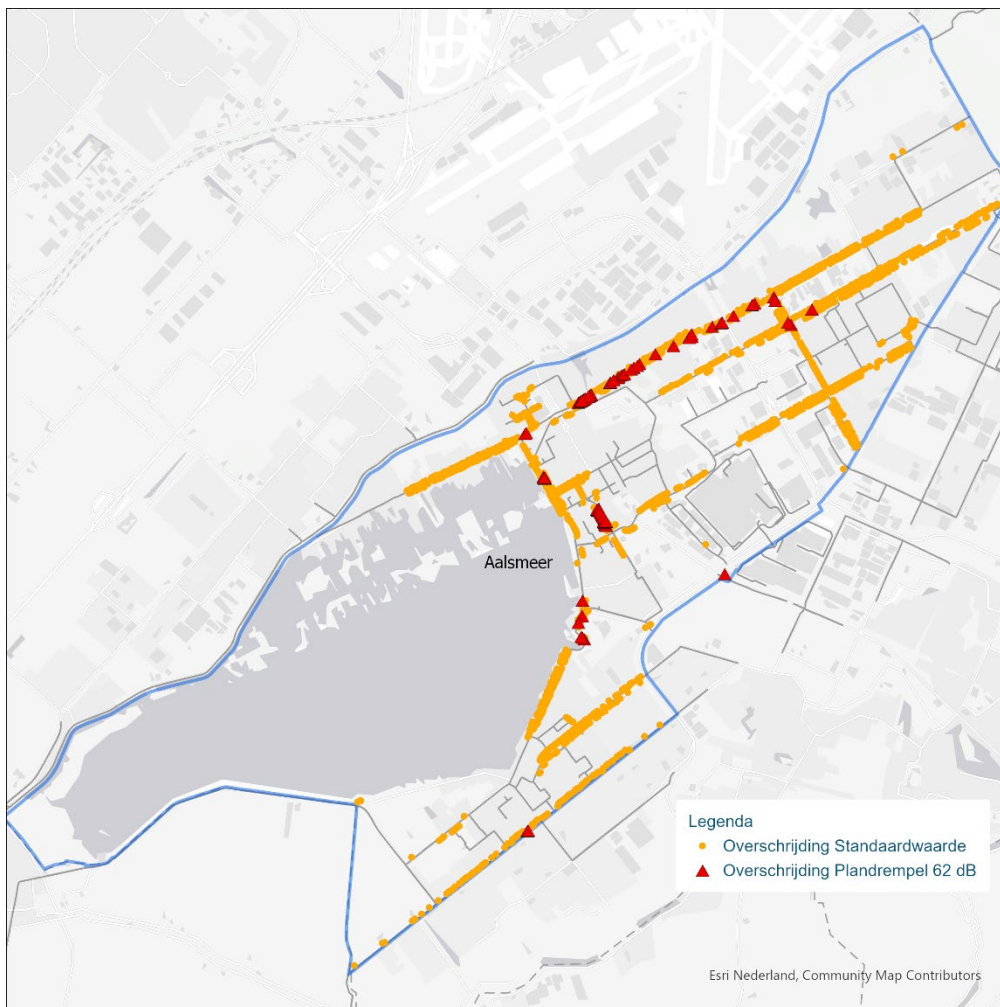 Aalsmeer
Legenda
Overschrijding Standaardwaarde
Overschrijding Plandrempel 62 dB
Esri Nederland, Community Map Contributors